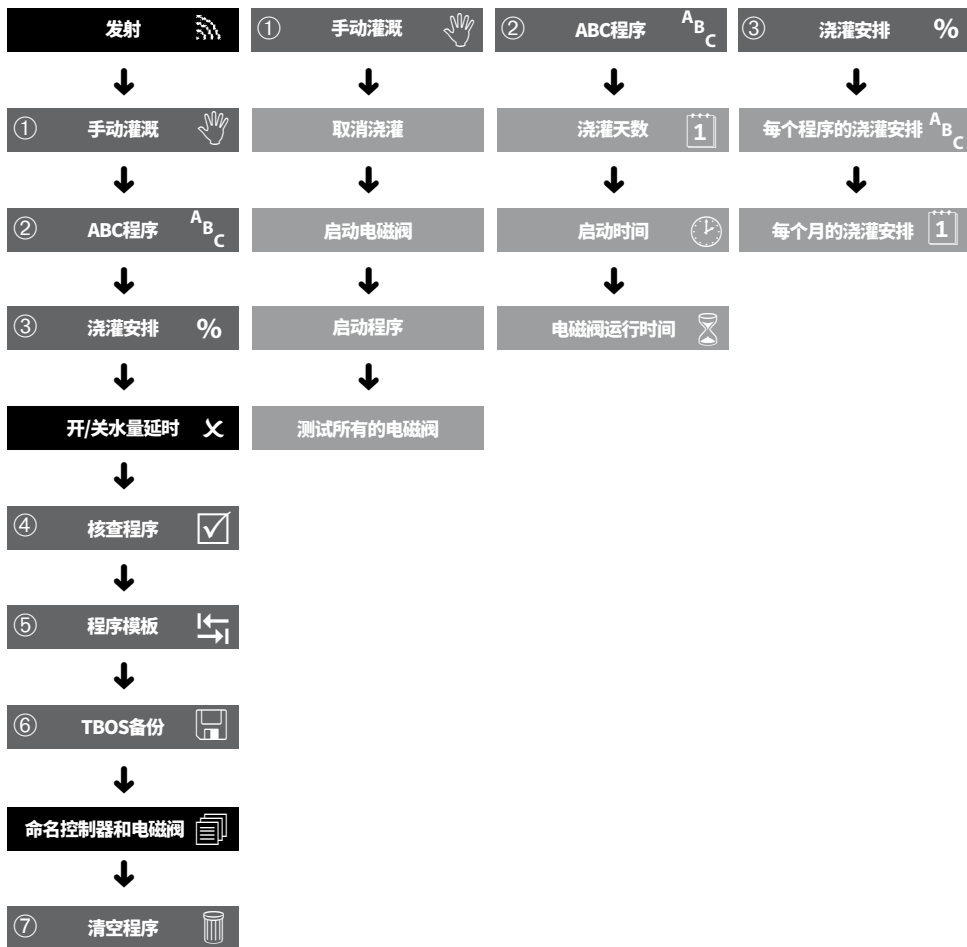 发射
① 手动灌溉
② ABC程序 ABC
③ 浇灌安排 %
开/关水量延时
④ 核查程序
⑤ 程序模板
⑥ TBOS备份
命名控制器和电磁阀
⑦ 清空程序
① 手动灌溉
取消浇灌
启动电磁阀
启动程序
测试所有的电磁阀
② ABC程序 ABC
浇灌天数 1
启动时间
电磁阀运行时间
③ 浇灌安排 %
每个程序的浇灌安排 ABC
每个月的浇灌安排 1